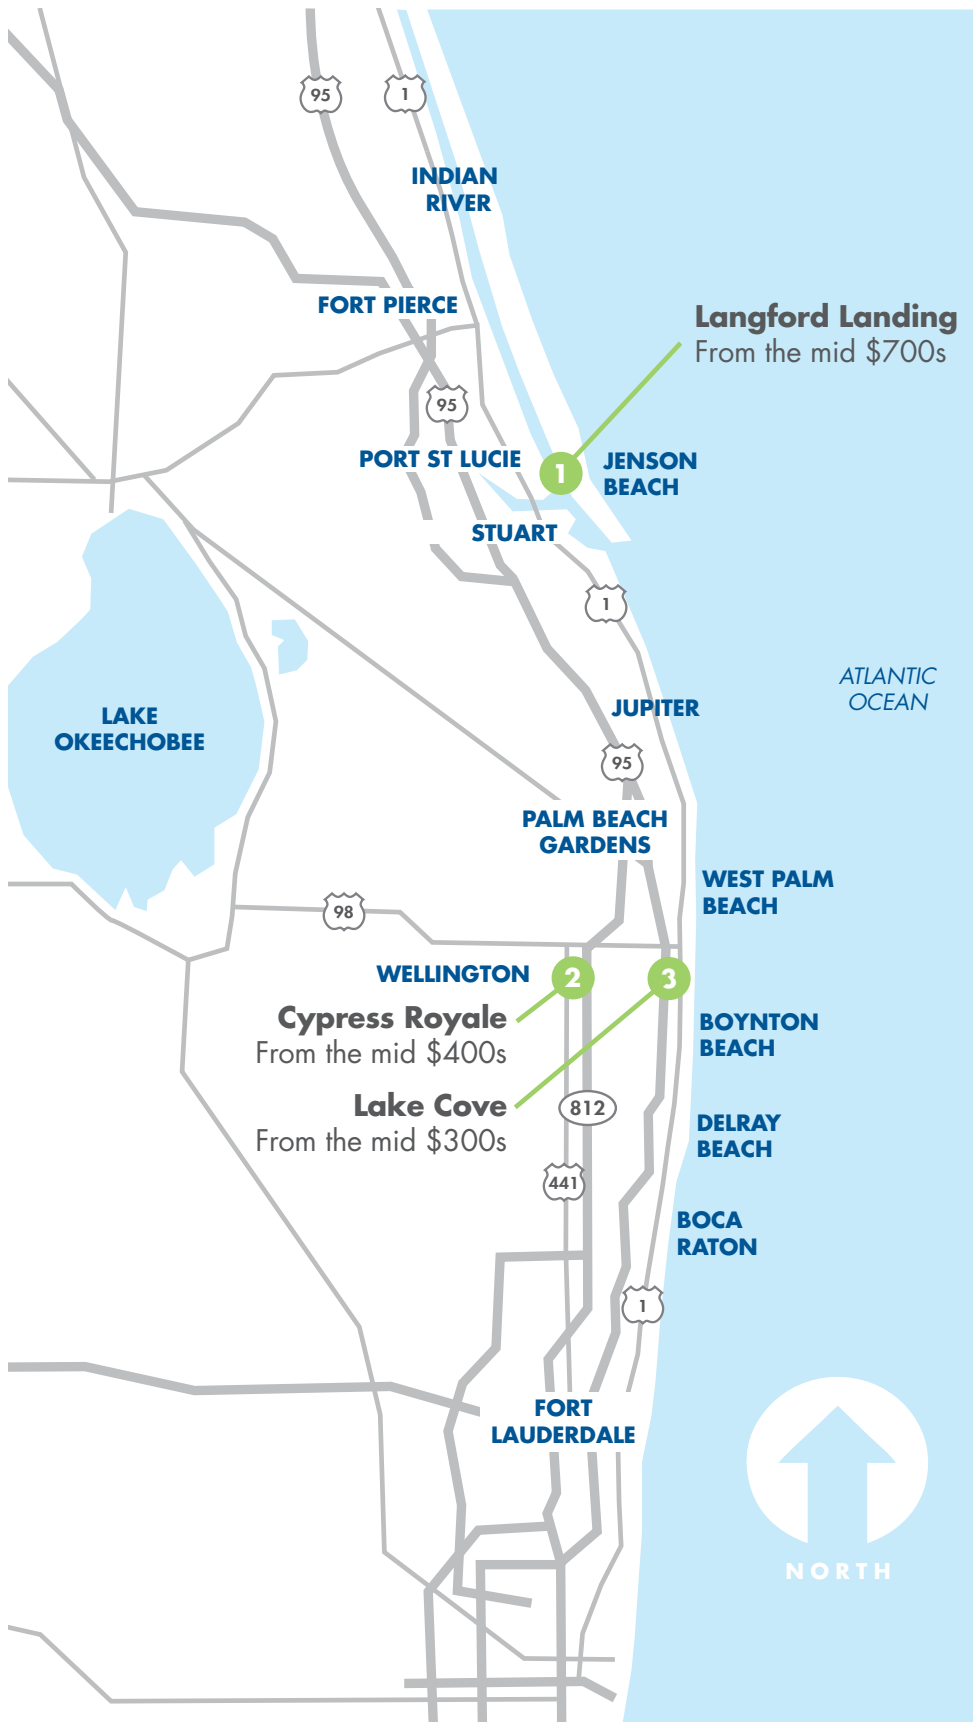 95
1
INDIAN
RIVER
FORT PIERCE
Langford Landing
From the mid $700s
95
PORT ST LUCIE
1
JENSON
BEACH
STUART
1
ATLANTIC
OCEAN
JUPITER
LAKE
OKEECHOBEE
95
PALM BEACH
GARDENS
WEST PALM
BEACH
98
WELLINGTON
2
3
Cypress Royale
From the mid $400s
BOYNTON
BEACH
Lake Cove
From the mid $300s
812
DELRAY
BEACH
441
BOCA
RATON
1
FORT
LAUDERDALE
NORTH